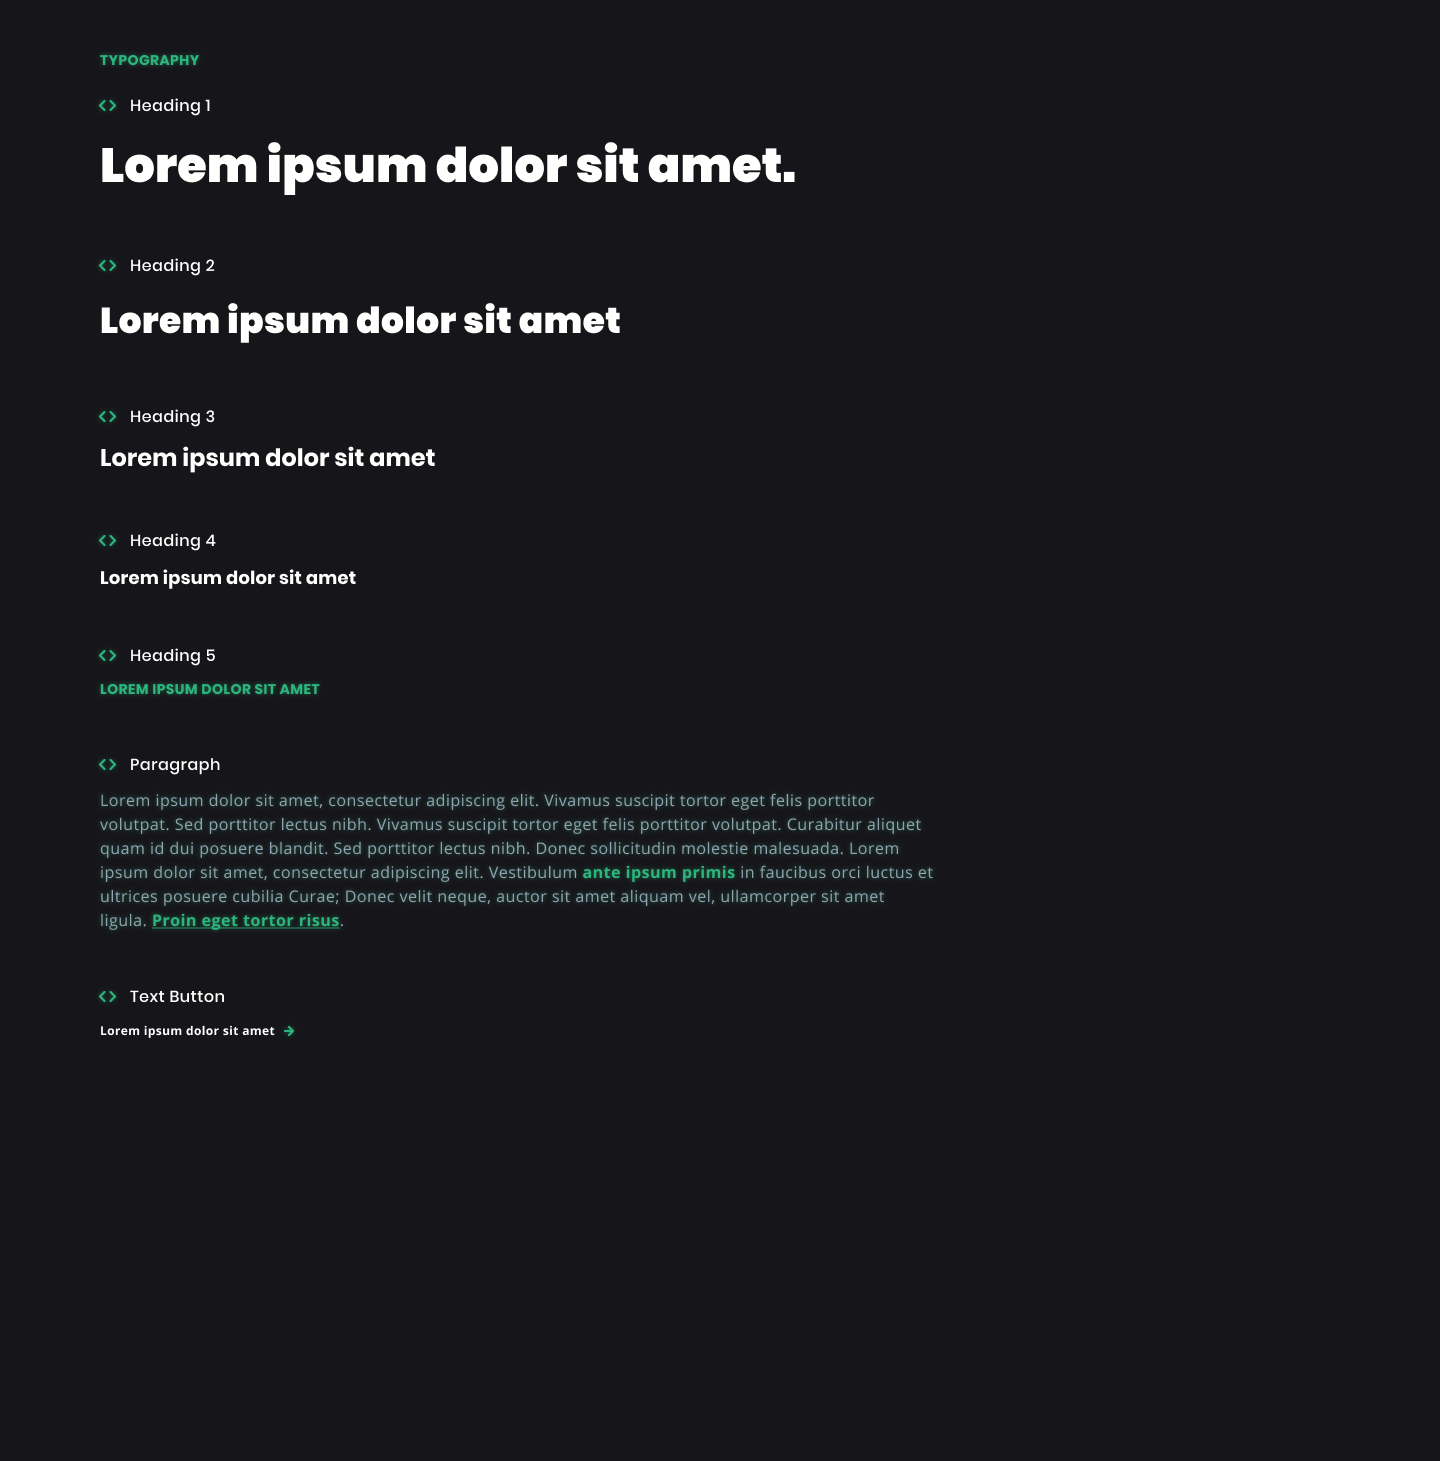 TYPOGRAPHY
Heading 1
Lorem ipsum dolor sit amet.
Heading 2
Lorem ipsum dolor sit amet
Heading 3
Lorem ipsum dolor sit amet
Heading 4
Lorem ipsum dolor sit amet
Heading 5
LOREM IPSUM DOLOR SIT AMET
Paragraph
Lorem ipsum dolor sit amet, consectetur adipiscing elit. Vivamus suscipit tortor eget felis porttitor
volutpat. Sed porttitor lectus nibh. Vivamus suscipit tortor eget felis porttitor volutpat. Curabitur aliquet
quam id dui posuere blandit. Sed porttitor lectus nibh. Donec sollicitudin molestie malesuada. Lorem
ipsum dolor sit amet, consectetur adipiscing elit. Vestibulum ante ipsum primis in faucibus orci luctus et
ultrices posuere cubilia Curae; Donec velit neque, auctor sit amet aliquam vel, ullamcorper sit amet
ligula. Proin eget tortor risus.
Text Button
Lorem ipsum dolor sit amet